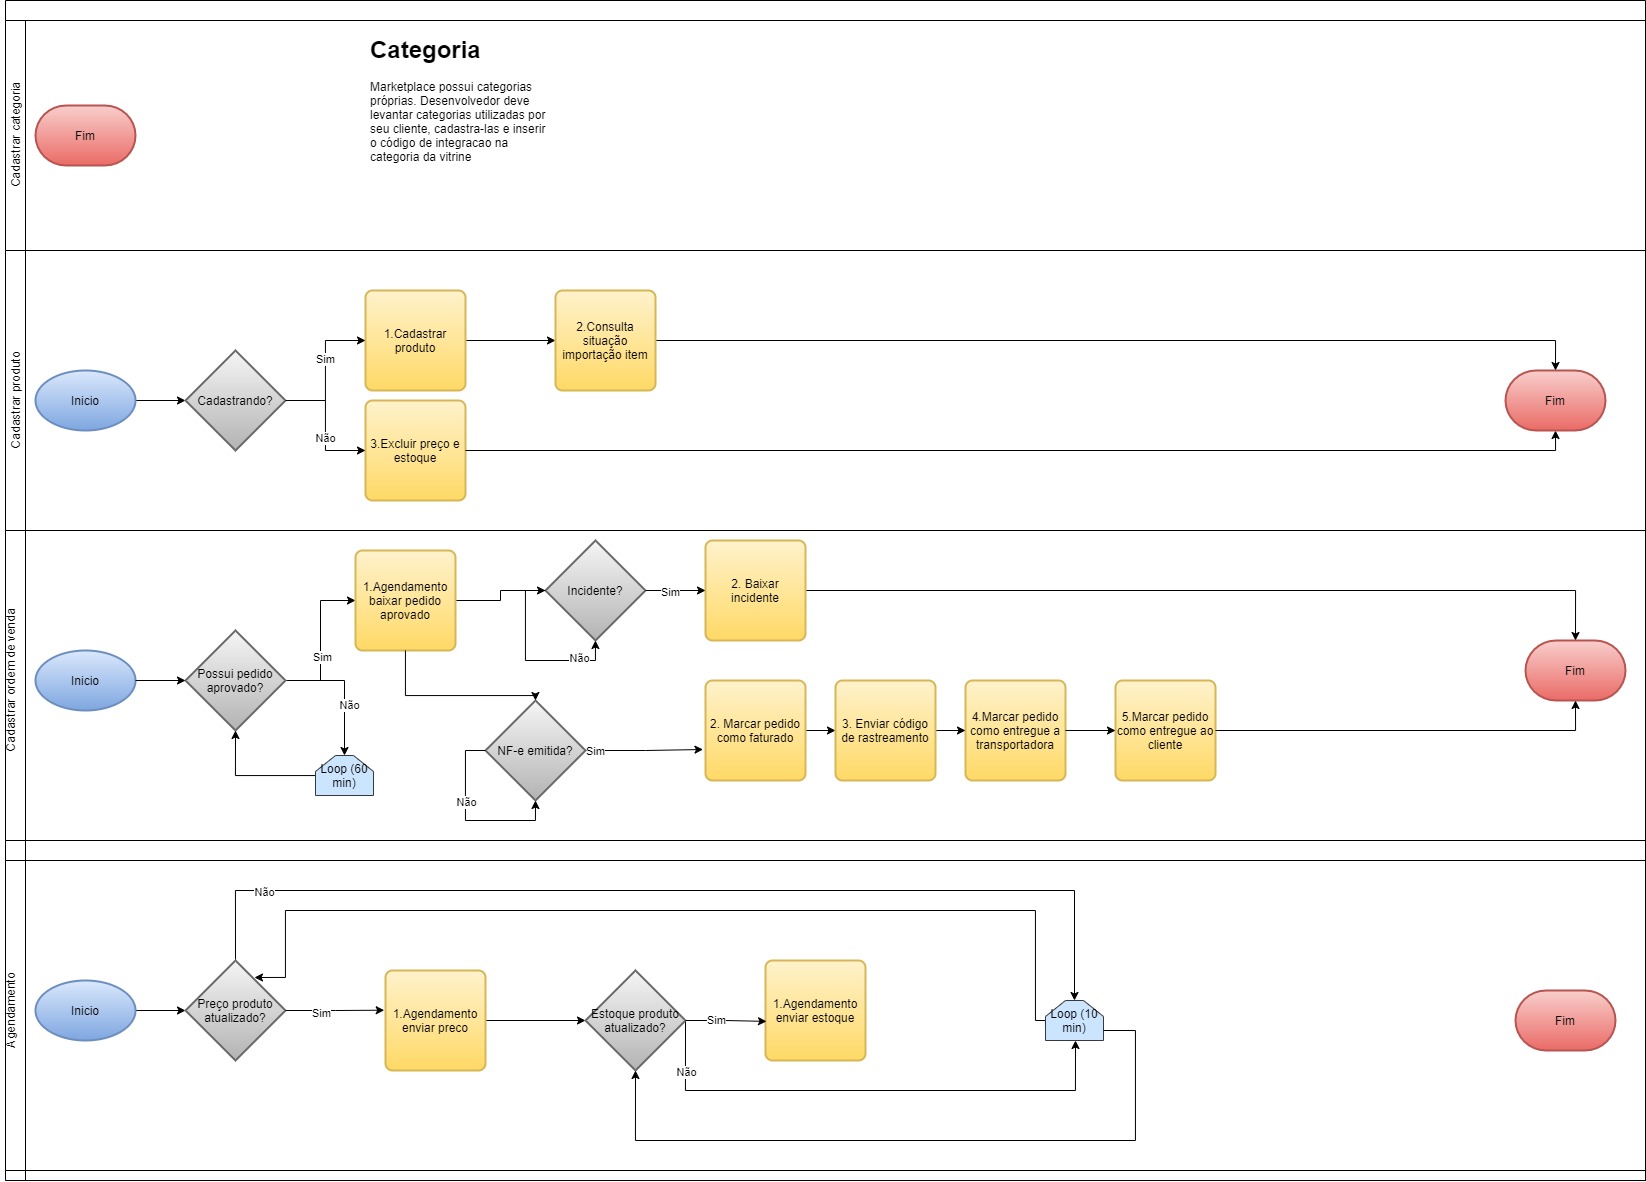 Cadastrar categoria
Categoria
Marketplace possui categorias
próprias. Desenvolvedor deve
levantar categorias utilizadas por
seu cliente, cadastra-las e inserir
o código de integracao na
categoria da vitrine
Fim
Cadastrar produto
Inicio
Cadastrando?
Sim
Não
1.Cadastrar
produto
2.Consulta
situação
importação item
3.Excluir preço e
estoque
Fim
Cadastrar ordem de venda
Inicio
Possui pedido
aprovado?
Sim
Não
Loop (60
min)
1.Agendamento
baixar pedido
aprovado
Incidente?
Não
Sim
2. Baixar
incidente
NF-e emitida?
Não
Sim
2. Marcar pedido
como faturado
3. Enviar código
de rastreamento
4.Marcar pedido
como entregue a
transportadora
5.Marcar pedido
como entregue ao
cliente
Fim
Agendamento
Inicio
Preço produto
atualizado?
Não
Sim
1.Agendamento
enviar preco
Estoque produto
atualizado?
Sim
Não
1.Agendamento
enviar estoque
Loop (10
min)
Fim